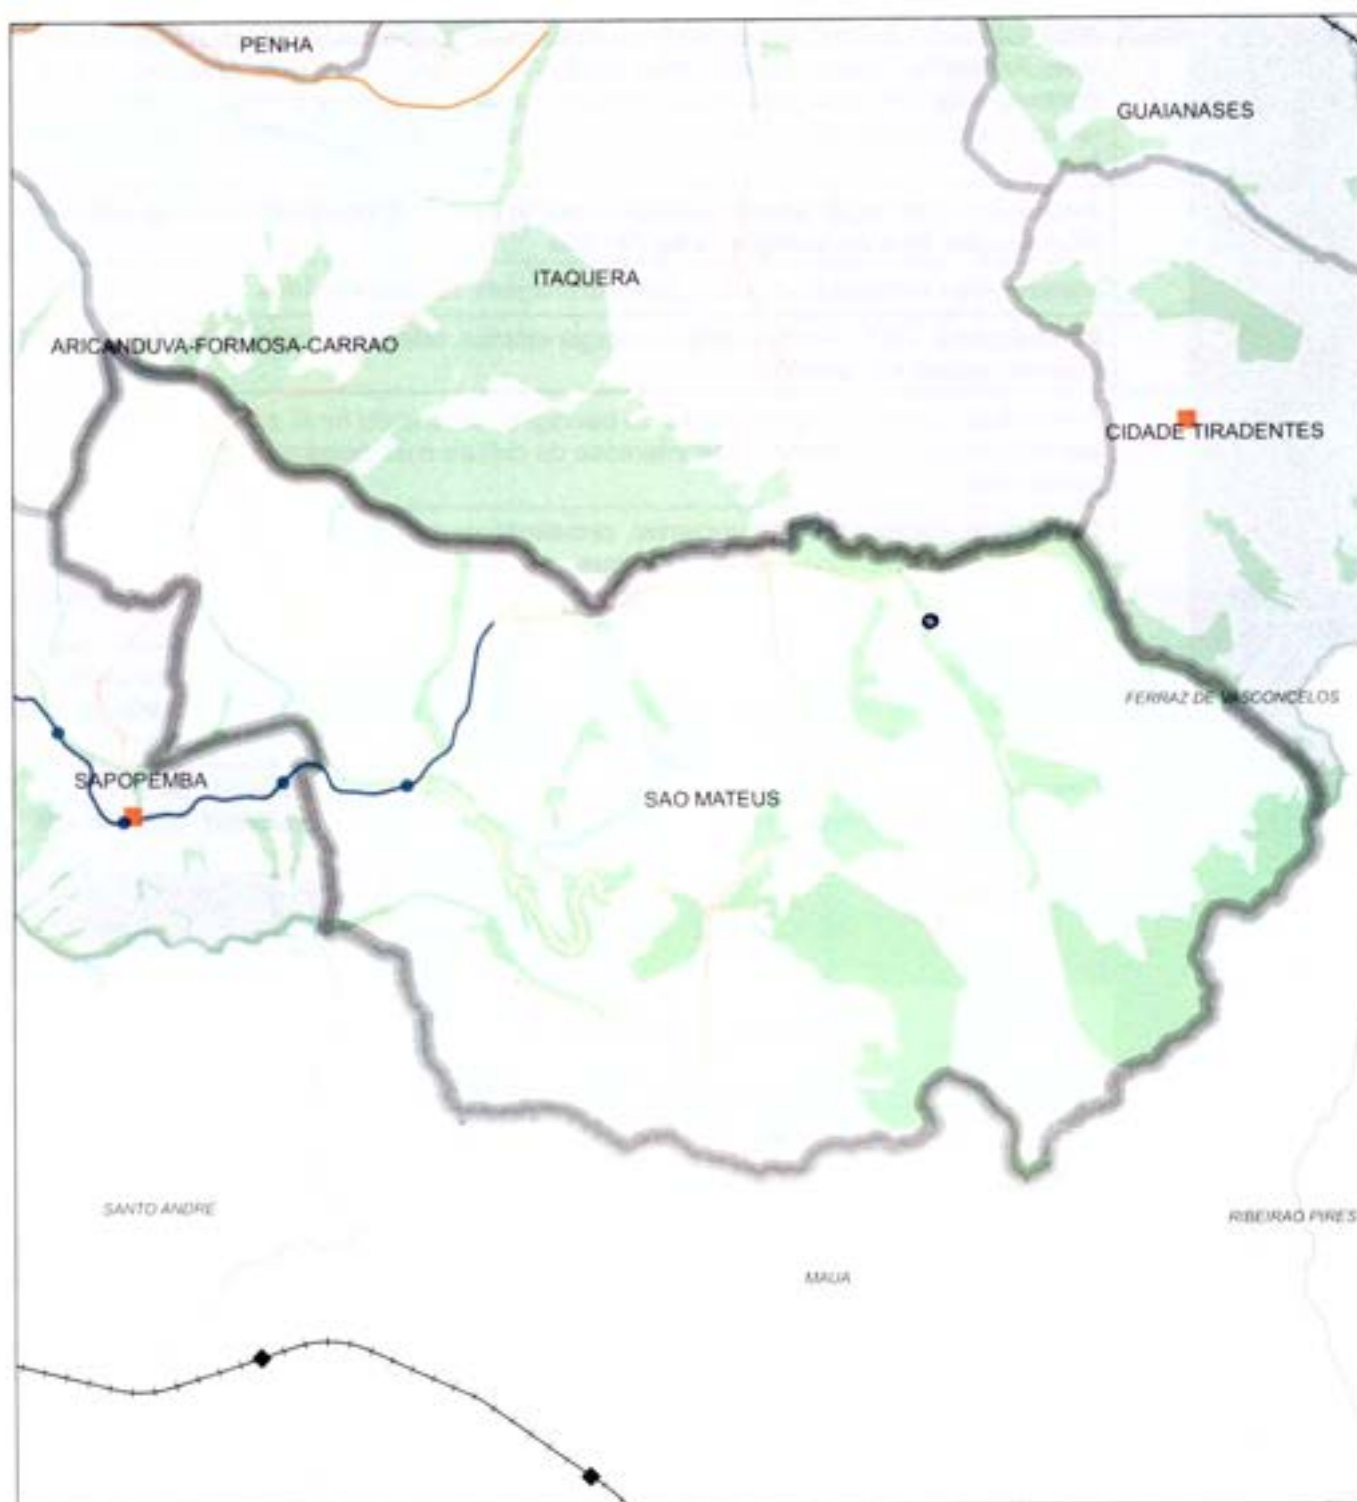 PENHA
GUAIANASES
ITAQUERA
ARICANDUVA-FORMOSA-CARRAO
CIDADE TIRADENTES
FERRAZ DE VASCONCELOS
SAPOPEMBA
SAO MATEUS
SANTO ANDRE
RIBEIRAO PIRES
MAUA